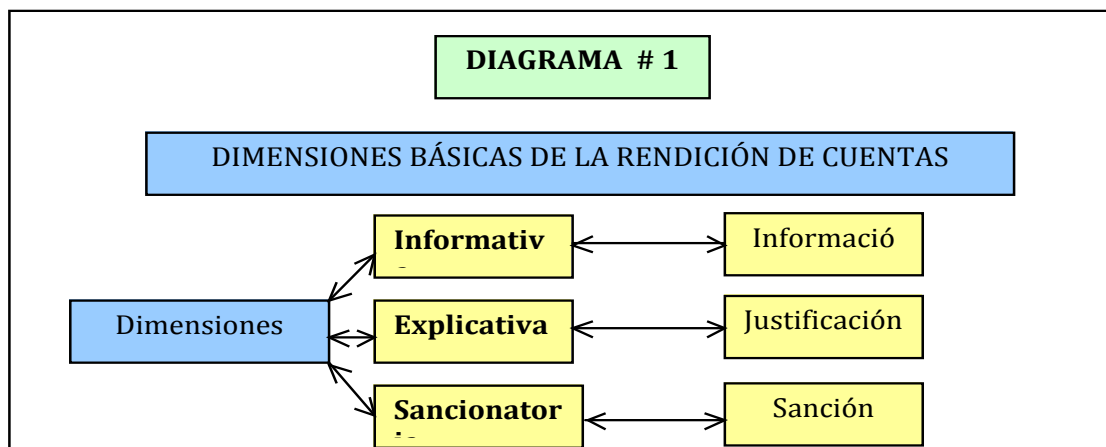 DIAGRAMA # 1
DIMENSIONES BÁSICAS DE LA RENDICIÓN DE CUENTAS
Informativ
Informació
Dimensiones
Explicativa
Justificación
Sancionator
Sanción